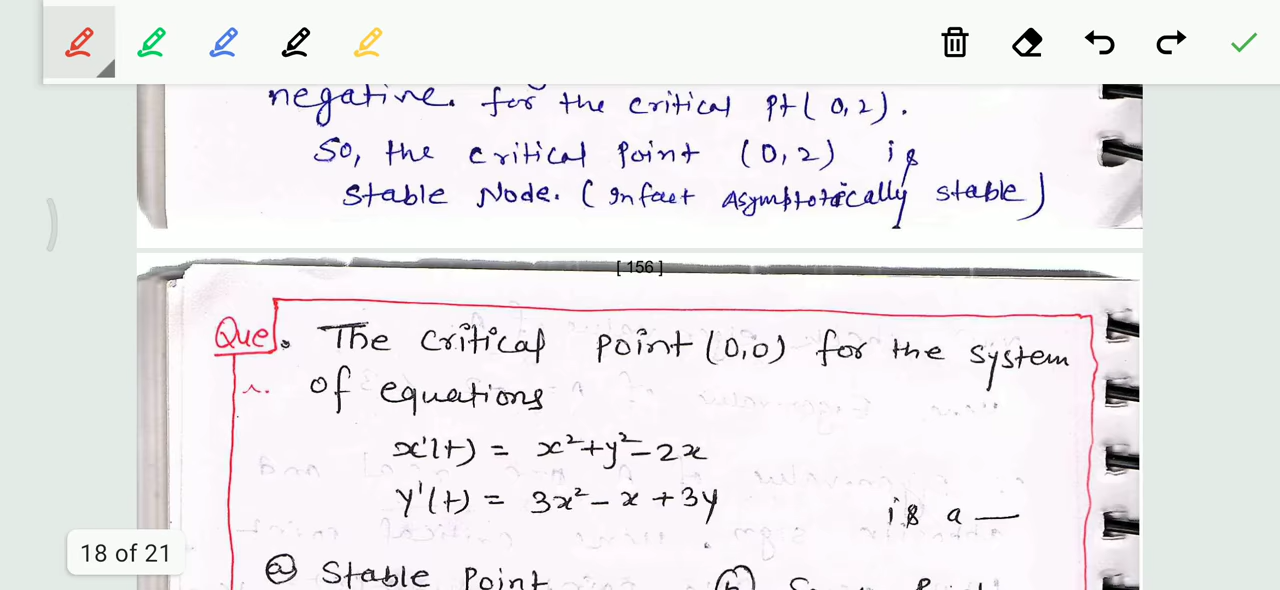 negative. for the critical Pt ( 0,2 ).
So, the critical Point (0,2) is
Stable Node. ( Infact Asymptotically stable )
[ 156 ]
Que. The critical point (0,0) for the system
of equations
x'(t) = x²+y²-2x
y'(t) = 3x²-x+3y is a —
18 of 21
(a) Stable Point (b)